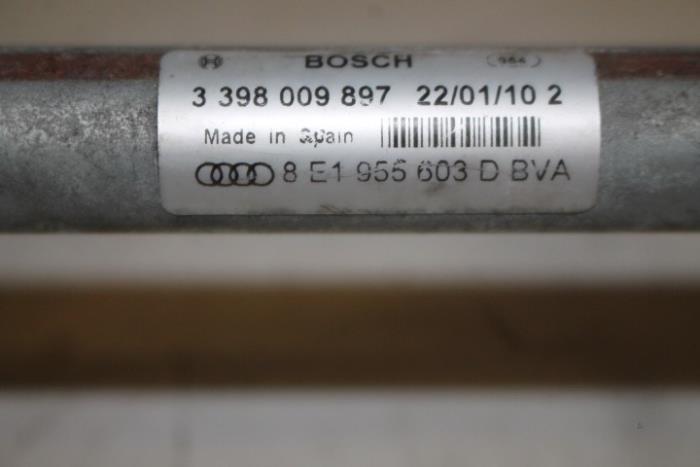 BOSCH
3 398 009 897 22/01/10 2
Made in Spain
8 E1 955 603 D BVA